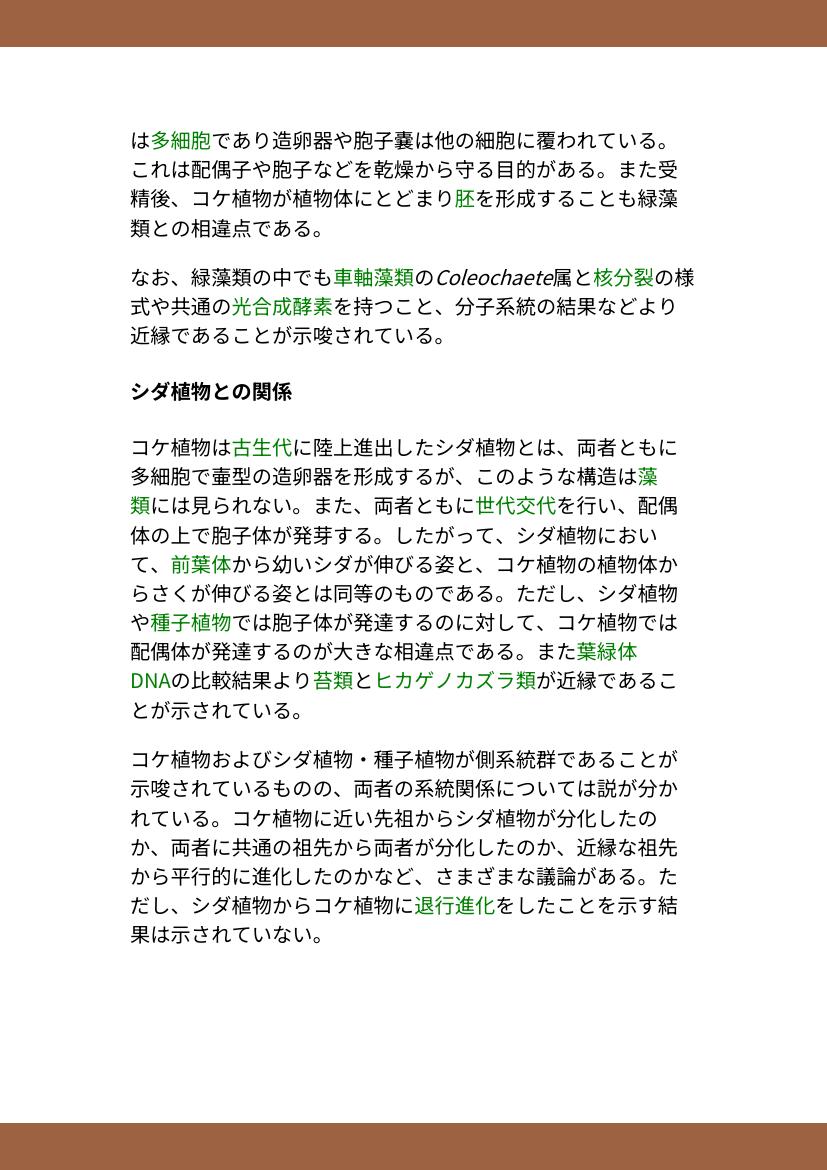 は多細胞であり造卵器や胞子嚢は他の細胞に覆われている。
これは配偶子や胞子などを乾燥から守る目的がある。また受
精後、コケ植物が植物体にとどまり胚を形成することも緑藻
類との相違点である。
なお、緑藻類の中でも車軸藻類のColeochaete属と核分裂の様
式や共通の光合成酵素を持つこと、分子系統の結果などより
近縁であることが示唆されている。
シダ植物との関係
コケ植物は古生代に陸上進出したシダ植物とは、両者ともに
多細胞で壷型の造卵器を形成するが、このような構造は藻
類には見られない。また、両者ともに世代交代を行い、配偶
体の上で胞子体が発芽する。したがって、シダ植物におい
て、前葉体から幼いシダが伸びる姿と、コケ植物の植物体か
らさくが伸びる姿とは同等のものである。ただし、シダ植物
や種子植物では胞子体が発達するのに対して、コケ植物では
配偶体が発達するのが大きな相違点である。また葉緑体
DNAの比較結果より苔類とヒカゲノカズラ類が近縁であるこ
とが示されている。
コケ植物およびシダ植物・種子植物が側系統群であることが
示唆されているものの、両者の系統関係については説が分か
れている。コケ植物に近い先祖からシダ植物が分化したの
か、両者に共通の祖先から両者が分化したのか、近縁な祖先
から平行的に進化したのかなど、さまざまな議論がある。た
だし、シダ植物からコケ植物に退行進化をしたことを示す結
果は示されていない。